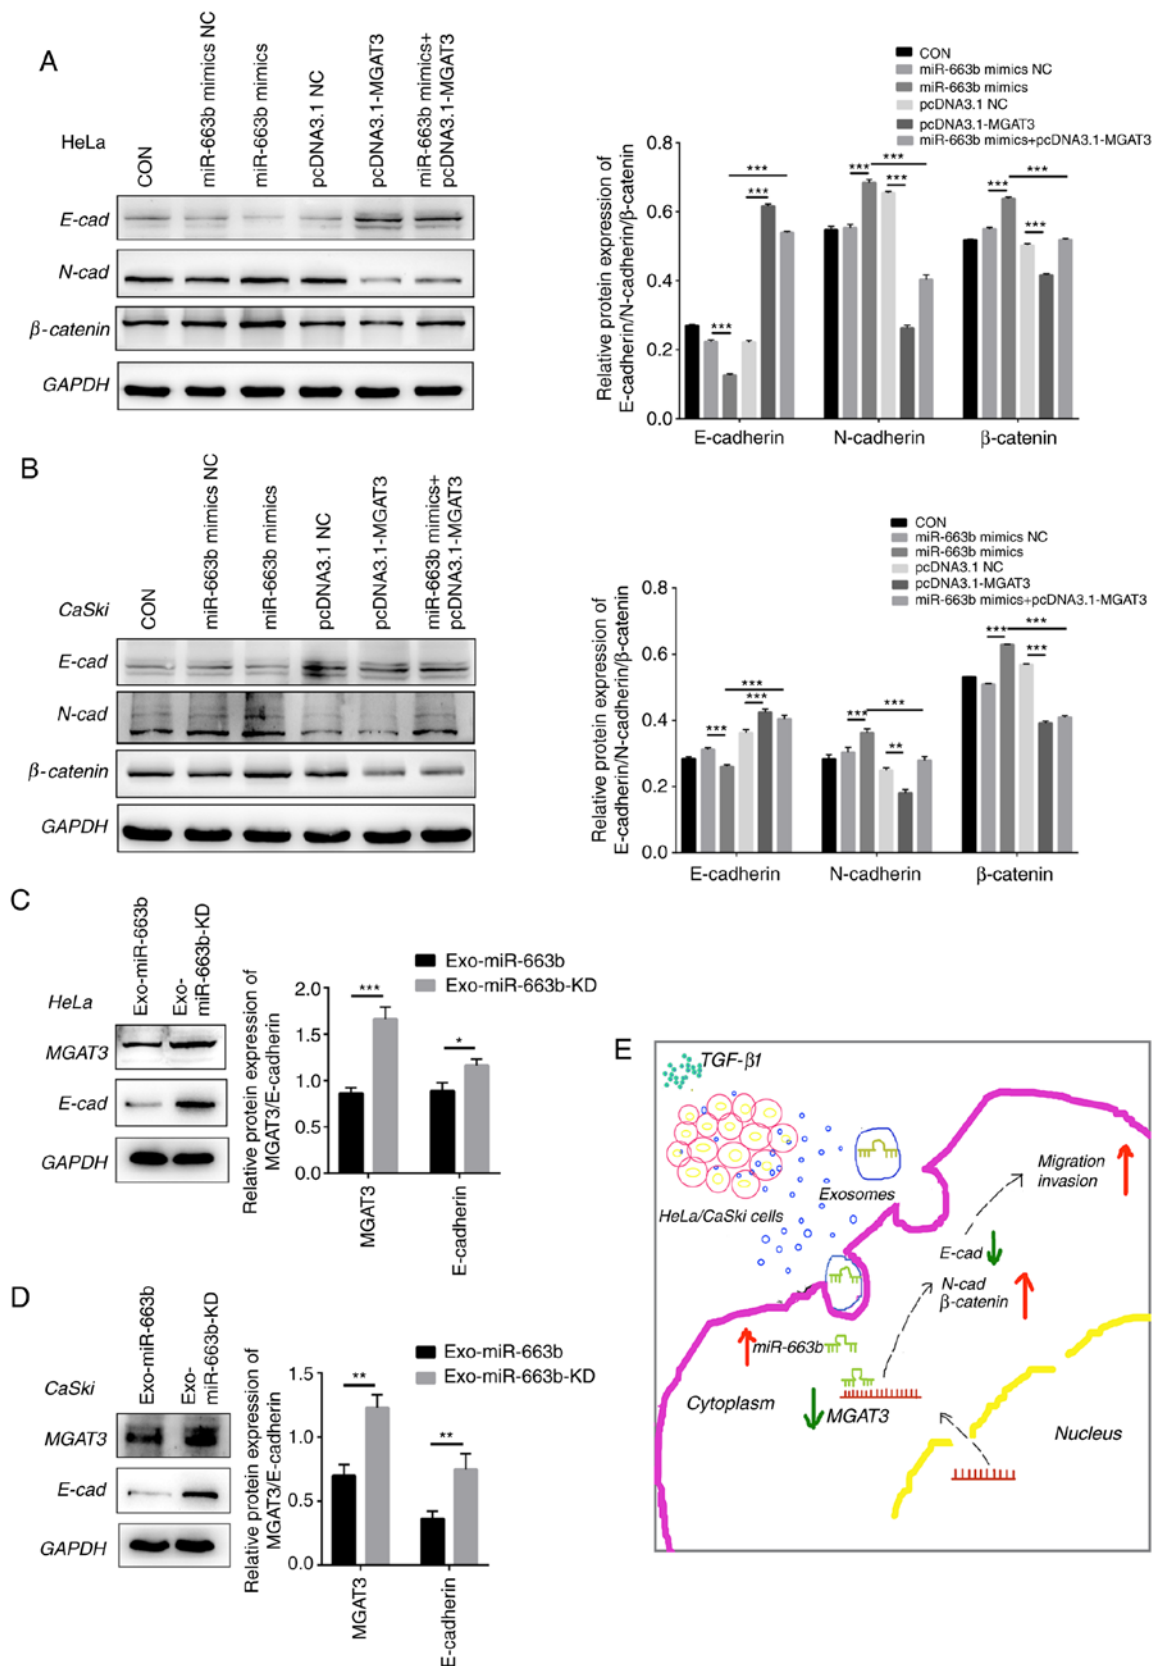 A
HeLa
CON
miR-663b mimics NC
miR-663b mimics
pcDNA3.1 NC
pcDNA3.1-MGAT3
miR-663b mimics+
pcDNA3.1-MGAT3
E-cad
N-cad
β-catenin
GAPDH
CON
miR-663b mimics NC
miR-663b mimics
pcDNA3.1 NC
pcDNA3.1-MGAT3
miR-663b mimics+pcDNA3.1-MGAT3
Relative protein expression of
E-cadherin/N-cadherin/β-catenin
0.8
0.6
0.4
0.2
0.0
***
***
***
***
***
***
***
***
***
E-cadherin
N-cadherin
β-catenin
B
CaSki
CON
miR-663b mimics NC
miR-663b mimics
pcDNA3.1 NC
pcDNA3.1-MGAT3
miR-663b mimics+
pcDNA3.1-MGAT3
E-cad
N-cad
β-catenin
GAPDH
CON
miR-663b mimics NC
miR-663b mimics
pcDNA3.1 NC
pcDNA3.1-MGAT3
miR-663b mimics+pcDNA3.1-MGAT3
Relative protein expression of
E-cadherin/N-cadherin/β-catenin
0.8
0.6
0.4
0.2
0.0
***
***
***
***
***
**
***
***
***
E-cadherin
N-cadherin
β-catenin
C
HeLa
Exo-miR-663b
Exo-
miR-663b-KD
MGAT3
E-cad
GAPDH
Exo-miR-663b
Exo-miR-663b-KD
Relative protein expression of
MGAT3/E-cadherin
2.0
1.5
1.0
0.5
0.0
***
*
MGAT3
E-cadherin
D
CaSki
Exo-miR-663b
Exo-
miR-663b-KD
MGAT3
E-cad
GAPDH
Exo-miR-663b
Exo-miR-663b-KD
Relative protein expression of
MGAT3/E-cadherin
1.5
1.0
0.5
0.0
**
**
MGAT3
E-cadherin
E
TGF-β1
HeLa/CaSki cells
Exosomes
Migration
invasion
E-cad
N-cad
β-catenin
miR-663b
Cytoplasm
MGAT3
Nucleus